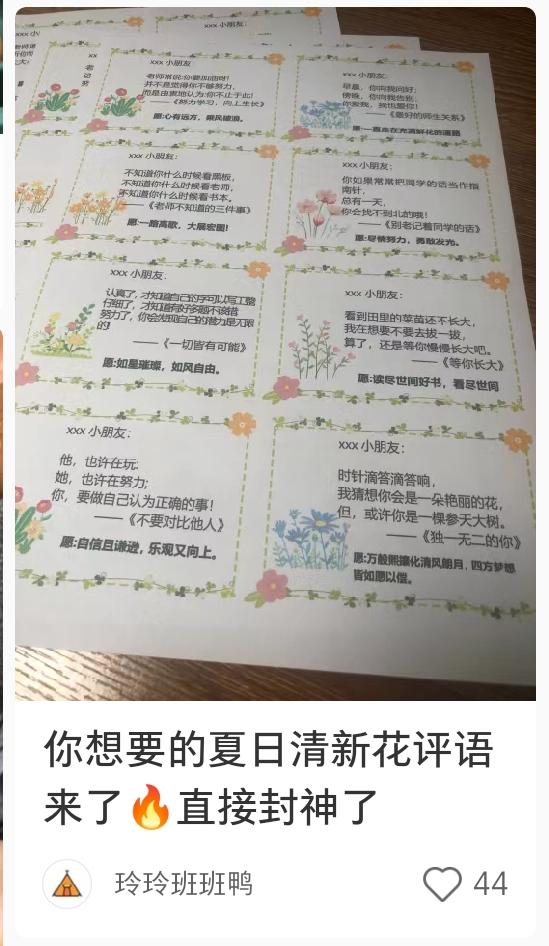 xxx 小朋友：
xxx 小朋友：
老师常说:你要加油呀!
并不是觉得你不够努力,
而是由衷地认为:你不止于此!
《努力学习，向上生长》
愿:心有远方，乘风破浪。
xxx 小朋友：
早晨，你向我问好;
傍晚，你向我告别;
你爱我，我也爱你!
——《最好的师生关系》
愿:一直走在充满鲜花的道路
xxx 小朋友：
不知道你什么时候看黑板,
不知道你什么时候看老师,
不知道你什么时候看书本。
——《老师不知道的三件事》
愿:一路高歌，大展宏图!
xxx 小朋友：
你如果常常把同学的话当作指
南针,
总有一天,
你会找不到北的哦!
——《别老记着同学的话》
愿:尽情努力，勇敢发光。
xxx 小朋友：
认真了，才知道自己的字可以写工整
仔细了，才知道有好多题不该错
努力了，你会发现自己的潜力是无限
的!
——《一切皆有可能》
愿:如星璀璨，如风自由。
xxx 小朋友：
看到田里的菜苗还不长大,
我在想要不要去拔一拔,
算了，还是等你慢慢长大吧。
——《等你长大》
愿:读尽世间好书，看尽世间
xxx 小朋友：
他，也许在玩;
她，也许在努力;
你，要做自己认为正确的事!
——《不要对比他人》
愿:自信且谦逊，乐观又向上。
xxx 小朋友：
时针滴答滴答响,
我猜想你会是一朵艳丽的花,
但，或许你是一棵参天大树。
——《独一无二的你》
愿:万般熙攘化清风朗月，四方梦想
皆如愿以偿。
你想要的夏日清新花评语
来了🔥直接封神了
玲玲班班鸭
44